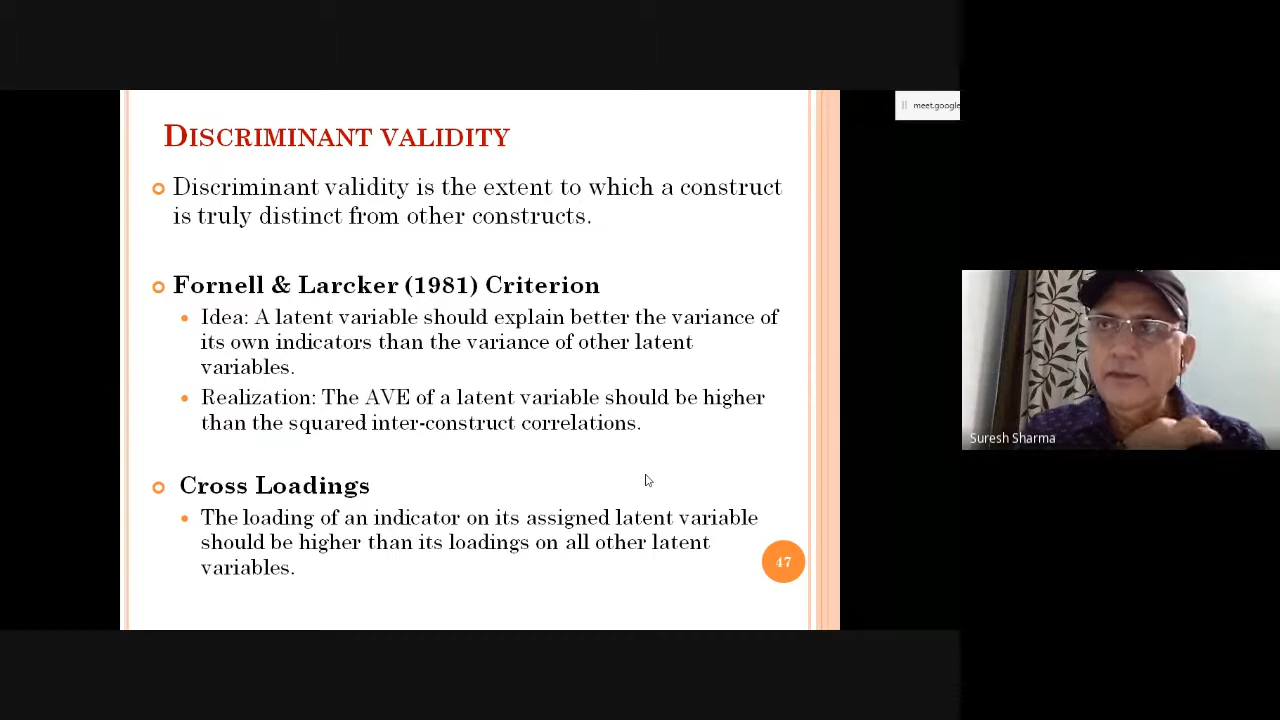 DISCRIMINANT VALIDITY
Discriminant validity is the extent to which a construct
is truly distinct from other constructs.
Fornell & Larcker (1981) Criterion
Idea: A latent variable should explain better the variance of
its own indicators than the variance of other latent
variables.
Realization: The AVE of a latent variable should be higher
than the squared inter-construct correlations.
Cross Loadings
The loading of an indicator on its assigned latent variable
should be higher than its loadings on all other latent
variables.
47
meet.google
Suresh Sharma